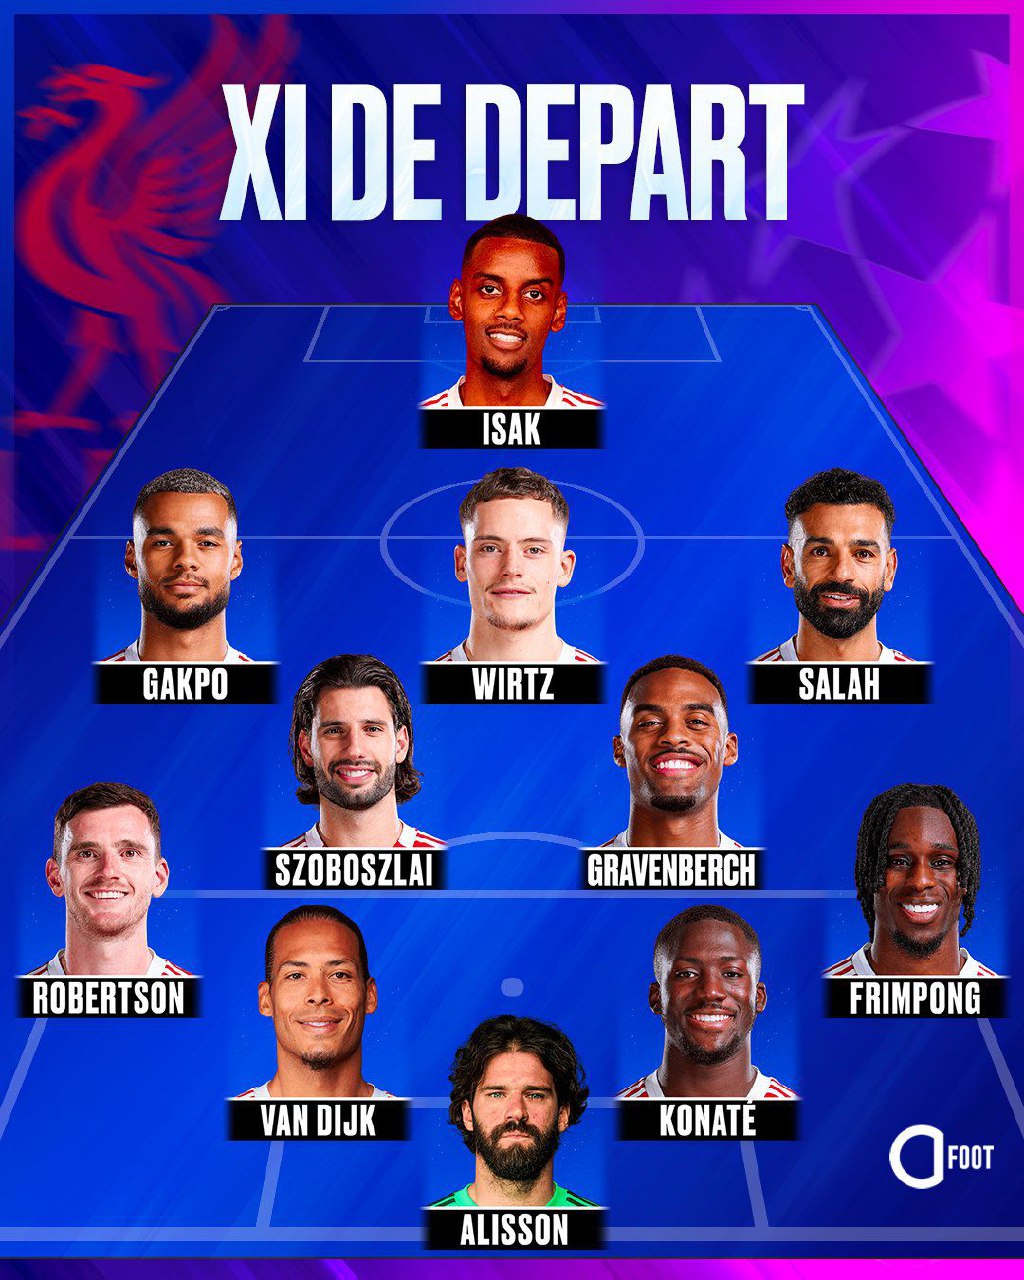 XI DE DEPART
ISAK
GAKPO
WIRTZ
SALAH
SZOBOSZLAI
GRAVENBERCH
ROBERTSON
FRIMPONG
VAN DIJK
KONATÉ
ALISSON
FOOT